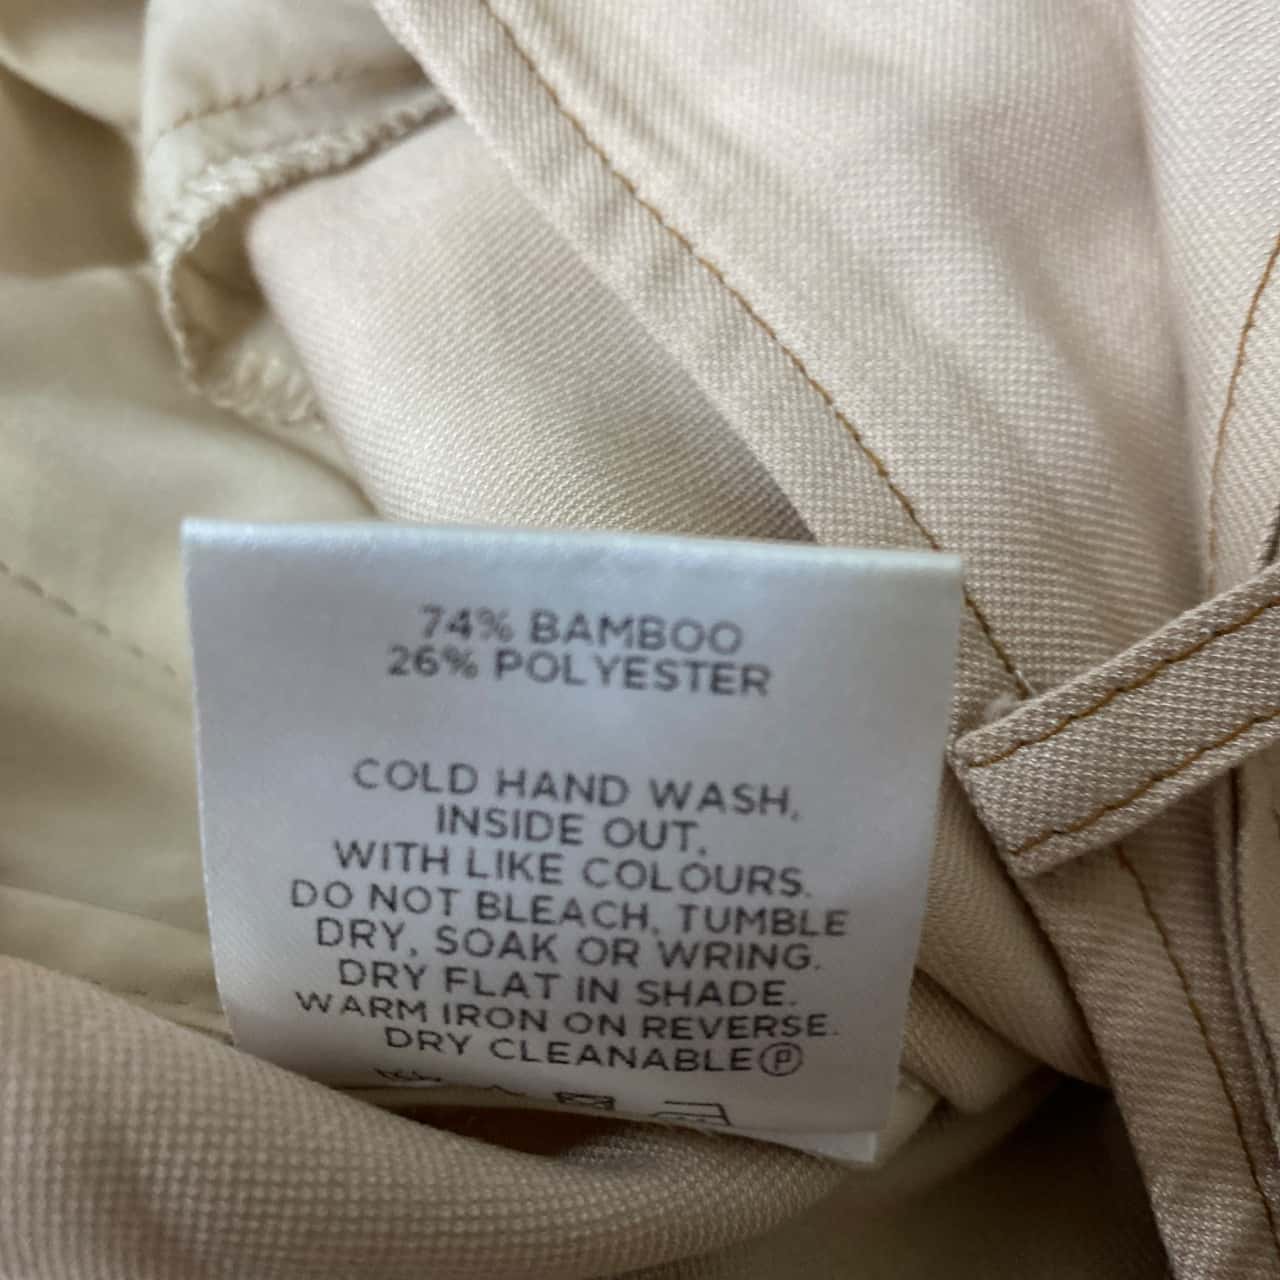 74% BAMBOO
26% POLYESTER
COLD HAND WASH,
INSIDE OUT,
WITH LIKE COLOURS.
DO NOT BLEACH, TUMBLE
DRY, SOAK OR WRING.
DRY FLAT IN SHADE.
WARM IRON ON REVERSE.
DRY CLEANABLE Ⓟ